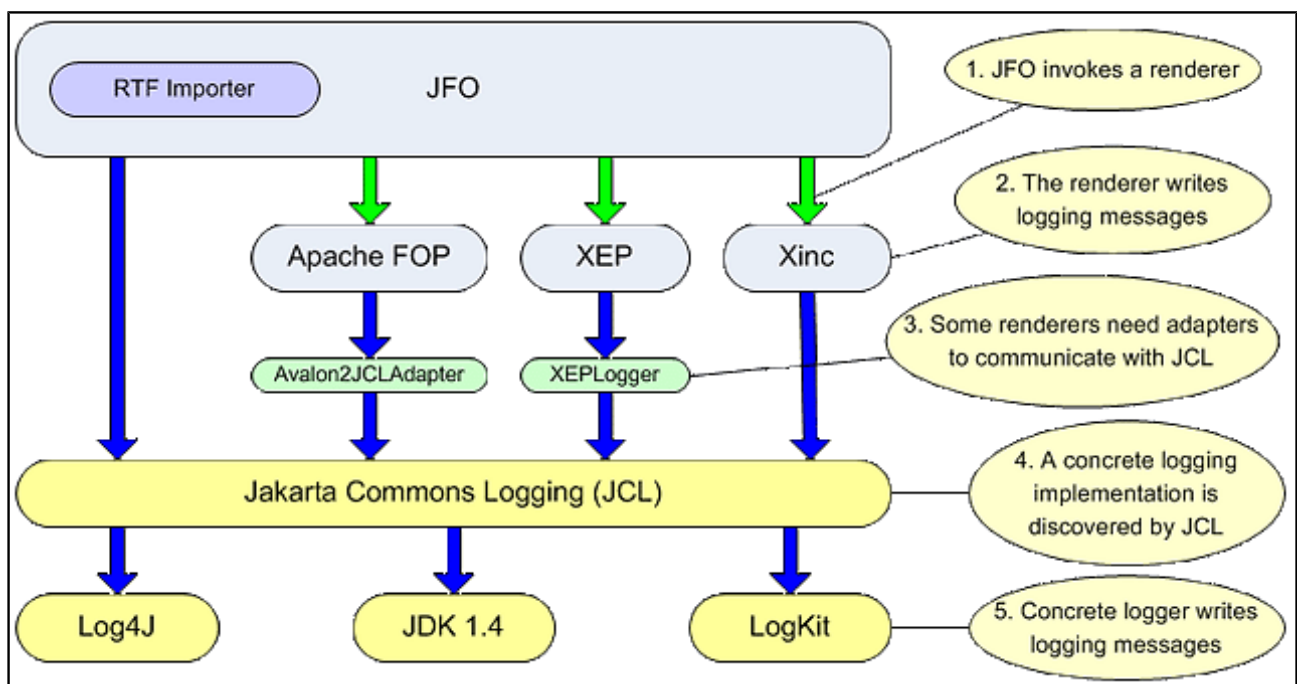 RTF Importer
JFO
1. JFO invokes a renderer
2. The renderer writes
logging messages
Apache FOP
XEP
Xinc
3. Some renderers need adapters
to communicate with JCL
Avalon2JCLAdapter
XEPLogger
Jakarta Commons Logging (JCL)
4. A concrete logging
implementation is
discovered by JCL
Log4J
JDK 1.4
LogKit
5. Concrete logger writes
logging messages